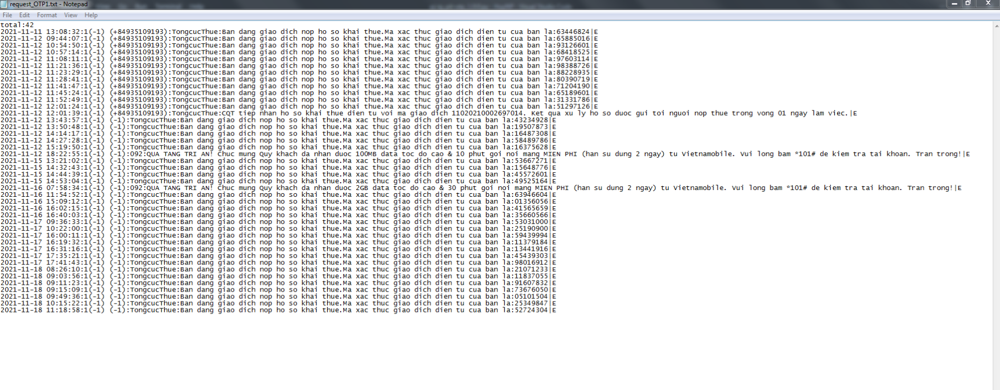 request_OTP1.txt - Notepad
File Edit Format View Help
total:42
2021-11-11 13:08:32:1(-1) (+84935109193):TongcucThue:Ban dang giao dich nop ho so khai thue.Ma xac thuc giao dich dien tu cua ban la:63446824|E
2021-11-12 09:44:07:1(-1) (+84935109193):TongcucThue:Ban dang giao dich nop ho so khai thue.Ma xac thuc giao dich dien tu cua ban la:65885016|E
2021-11-12 10:54:50:1(-1) (+84935109193):TongcucThue:Ban dang giao dich nop ho so khai thue.Ma xac thuc giao dich dien tu cua ban la:93126601|E
2021-11-12 10:57:14:1(-1) (+84935109193):TongcucThue:Ban dang giao dich nop ho so khai thue.Ma xac thuc giao dich dien tu cua ban la:68418525|E
2021-11-12 11:08:11:1(-1) (+84935109193):TongcucThue:Ban dang giao dich nop ho so khai thue.Ma xac thuc giao dich dien tu cua ban la:97603114|E
2021-11-12 11:21:36:1(-1) (+84935109193):TongcucThue:Ban dang giao dich nop ho so khai thue.Ma xac thuc giao dich dien tu cua ban la:98388726|E
2021-11-12 11:23:29:1(-1) (+84935109193):TongcucThue:Ban dang giao dich nop ho so khai thue.Ma xac thuc giao dich dien tu cua ban la:88228935|E
2021-11-12 11:28:41:1(-1) (+84935109193):TongcucThue:Ban dang giao dich nop ho so khai thue.Ma xac thuc giao dich dien tu cua ban la:80390719|E
2021-11-12 11:41:47:1(-1) (+84935109193):TongcucThue:Ban dang giao dich nop ho so khai thue.Ma xac thuc giao dich dien tu cua ban la:71204190|E
2021-11-12 11:45:24:1(-1) (+84935109193):TongcucThue:Ban dang giao dich nop ho so khai thue.Ma xac thuc giao dich dien tu cua ban la:65189601|E
2021-11-12 11:52:49:1(-1) (+84935109193):TongcucThue:Ban dang giao dich nop ho so khai thue.Ma xac thuc giao dich dien tu cua ban la:31331786|E
2021-11-12 12:01:24:1(-1) (+84935109193):TongcucThue:Ban dang giao dich nop ho so khai thue.Ma xac thuc giao dich dien tu cua ban la:51297126|E
2021-11-12 12:01:39:1(-1) (+84935109193):TongcucThue:CQT tiep nhan ho so khai thue dien tu voi ma giao dich 11020210002697014. Ket qua xu ly ho so duoc gui toi nguoi nop thue trong vong 01 ngay lam viec.|E
2021-11-12 13:43:57:1(-1) (-1):TongcucThue:Ban dang giao dich nop ho so khai thue.Ma xac thuc giao dich dien tu cua ban la:43234928|E
2021-11-12 13:50:48:1(-1) (-1):TongcucThue:Ban dang giao dich nop ho so khai thue.Ma xac thuc giao dich dien tu cua ban la:19507873|E
2021-11-12 14:14:17:1(-1) (-1):TongcucThue:Ban dang giao dich nop ho so khai thue.Ma xac thuc giao dich dien tu cua ban la:16487308|E
2021-11-12 14:27:28:1(-1) (-1):TongcucThue:Ban dang giao dich nop ho so khai thue.Ma xac thuc giao dich dien tu cua ban la:58489786|E
2021-11-12 15:19:50:1(-1) (-1):TongcucThue:Ban dang giao dich nop ho so khai thue.Ma xac thuc giao dich dien tu cua ban la:16375628|E
2021-11-12 18:22:55:1(-1) (-1):092:QUA TANG TRI AN! Chuc mung Quy khach da nhan duoc 100MB data toc do cao & 10 phut goi noi mang MIEN PHI (han su dung 2 ngay) tu Vietnamobile. Vui long bam *101# de kiem tra tai khoan. Tran trong!|E
2021-11-15 13:21:02:1(-1) (-1):TongcucThue:Ban dang giao dich nop ho so khai thue.Ma xac thuc giao dich dien tu cua ban la:53667271|E
2021-11-15 14:32:43:1(-1) (-1):TongcucThue:Ban dang giao dich nop ho so khai thue.Ma xac thuc giao dich dien tu cua ban la:15648776|E
2021-11-15 14:44:39:1(-1) (-1):TongcucThue:Ban dang giao dich nop ho so khai thue.Ma xac thuc giao dich dien tu cua ban la:45572601|E
2021-11-15 14:53:04:1(-1) (-1):TongcucThue:Ban dang giao dich nop ho so khai thue.Ma xac thuc giao dich dien tu cua ban la:49525164|E
2021-11-16 07:58:34:1(-1) (-1):092:QUA TANG TRI AN! Chuc mung Quy khach da nhan duoc 2GB data toc do cao & 30 phut goi noi mang MIEN PHI (han su dung 2 ngay) tu Vietnamobile. Vui long bam *101# de kiem tra tai khoan. Tran trong!|E
2021-11-16 11:54:52:1(-1) (-1):TongcucThue:Ban dang giao dich nop ho so khai thue.Ma xac thuc giao dich dien tu cua ban la:63946604|E
2021-11-16 15:09:12:1(-1) (-1):TongcucThue:Ban dang giao dich nop ho so khai thue.Ma xac thuc giao dich dien tu cua ban la:01356056|E
2021-11-16 16:02:15:1(-1) (-1):TongcucThue:Ban dang giao dich nop ho so khai thue.Ma xac thuc giao dich dien tu cua ban la:41565659|E
2021-11-16 16:40:03:1(-1) (-1):TongcucThue:Ban dang giao dich nop ho so khai thue.Ma xac thuc giao dich dien tu cua ban la:35660566|E
2021-11-17 09:36:33:1(-1) (-1):TongcucThue:Ban dang giao dich nop ho so khai thue.Ma xac thuc giao dich dien tu cua ban la:53031000|E
2021-11-17 10:22:00:1(-1) (-1):TongcucThue:Ban dang giao dich nop ho so khai thue.Ma xac thuc giao dich dien tu cua ban la:25190900|E
2021-11-17 16:00:11:1(-1) (-1):TongcucThue:Ban dang giao dich nop ho so khai thue.Ma xac thuc giao dich dien tu cua ban la:59439994|E
2021-11-17 16:19:32:1(-1) (-1):TongcucThue:Ban dang giao dich nop ho so khai thue.Ma xac thuc giao dich dien tu cua ban la:11379184|E
2021-11-17 16:31:16:1(-1) (-1):TongcucThue:Ban dang giao dich nop ho so khai thue.Ma xac thuc giao dich dien tu cua ban la:13441916|E
2021-11-17 17:35:21:1(-1) (-1):TongcucThue:Ban dang giao dich nop ho so khai thue.Ma xac thuc giao dich dien tu cua ban la:45439303|E
2021-11-17 17:41:43:1(-1) (-1):TongcucThue:Ban dang giao dich nop ho so khai thue.Ma xac thuc giao dich dien tu cua ban la:98016912|E
2021-11-18 08:26:10:1(-1) (-1):TongcucThue:Ban dang giao dich nop ho so khai thue.Ma xac thuc giao dich dien tu cua ban la:21071233|E
2021-11-18 09:03:56:1(-1) (-1):TongcucThue:Ban dang giao dich nop ho so khai thue.Ma xac thuc giao dich dien tu cua ban la:11837055|E
2021-11-18 09:11:23:1(-1) (-1):TongcucThue:Ban dang giao dich nop ho so khai thue.Ma xac thuc giao dich dien tu cua ban la:91607832|E
2021-11-18 09:15:09:1(-1) (-1):TongcucThue:Ban dang giao dich nop ho so khai thue.Ma xac thuc giao dich dien tu cua ban la:73676050|E
2021-11-18 09:49:36:1(-1) (-1):TongcucThue:Ban dang giao dich nop ho so khai thue.Ma xac thuc giao dich dien tu cua ban la:05101504|E
2021-11-18 10:15:22:1(-1) (-1):TongcucThue:Ban dang giao dich nop ho so khai thue.Ma xac thuc giao dich dien tu cua ban la:25349847|E
2021-11-18 11:18:58:1(-1) (-1):TongcucThue:Ban dang giao dich nop ho so khai thue.Ma xac thuc giao dich dien tu cua ban la:52724304|E